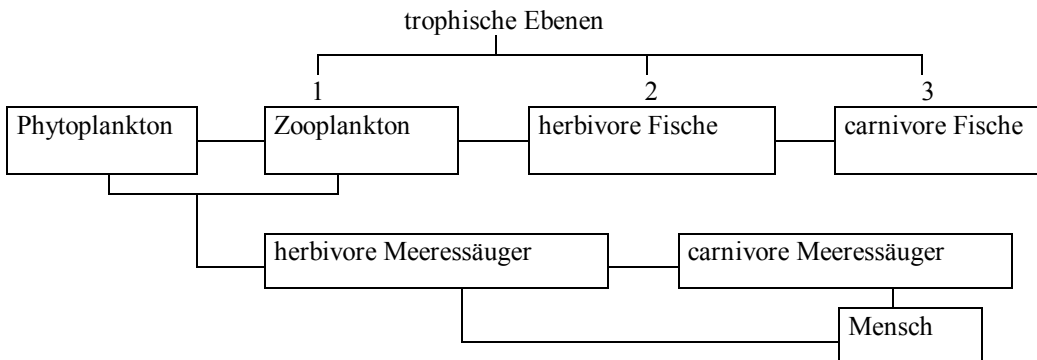 trophische Ebenen
1 2 3
Phytoplankton Zooplankton herbivore Fische carnivore Fische
herbivore Meeressäuger carnivore Meeressäuger
Mensch